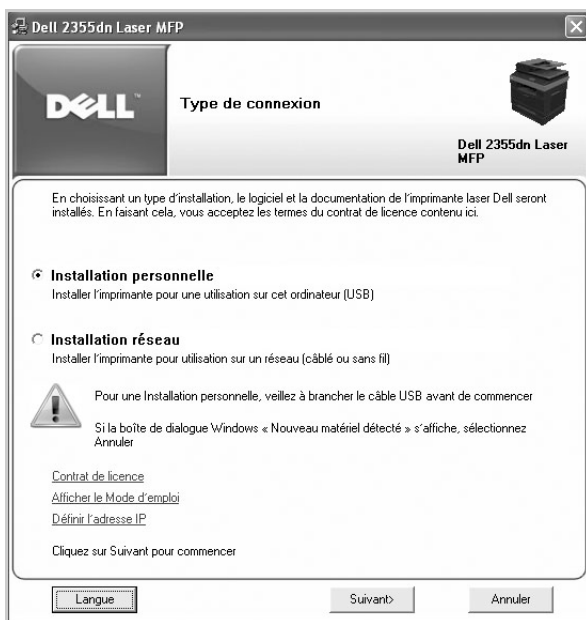 Dell 2355dn Laser MFP
DELL™
Type de connexion
Dell 2355dn Laser
MFP
En choisissant un type d'installation, le logiciel et la documentation de l'imprimante laser Dell seront
installés. En faisant cela, vous acceptez les termes du contrat de licence contenu ici.
Installation personnelle
Installer l'imprimante pour une utilisation sur cet ordinateur (USB)
Installation réseau
Installer l'imprimante pour utilisation sur un réseau (câblé ou sans fil)
Pour une Installation personnelle, veillez à brancher le câble USB avant de commencer
Si la boîte de dialogue Windows « Nouveau matériel détecté » s'affiche, sélectionnez
Annuler
Contrat de licence
Afficher le Mode d'emploi
Définir l'adresse IP
Cliquez sur Suivant pour commencer
Langue
Suivant>
Annuler